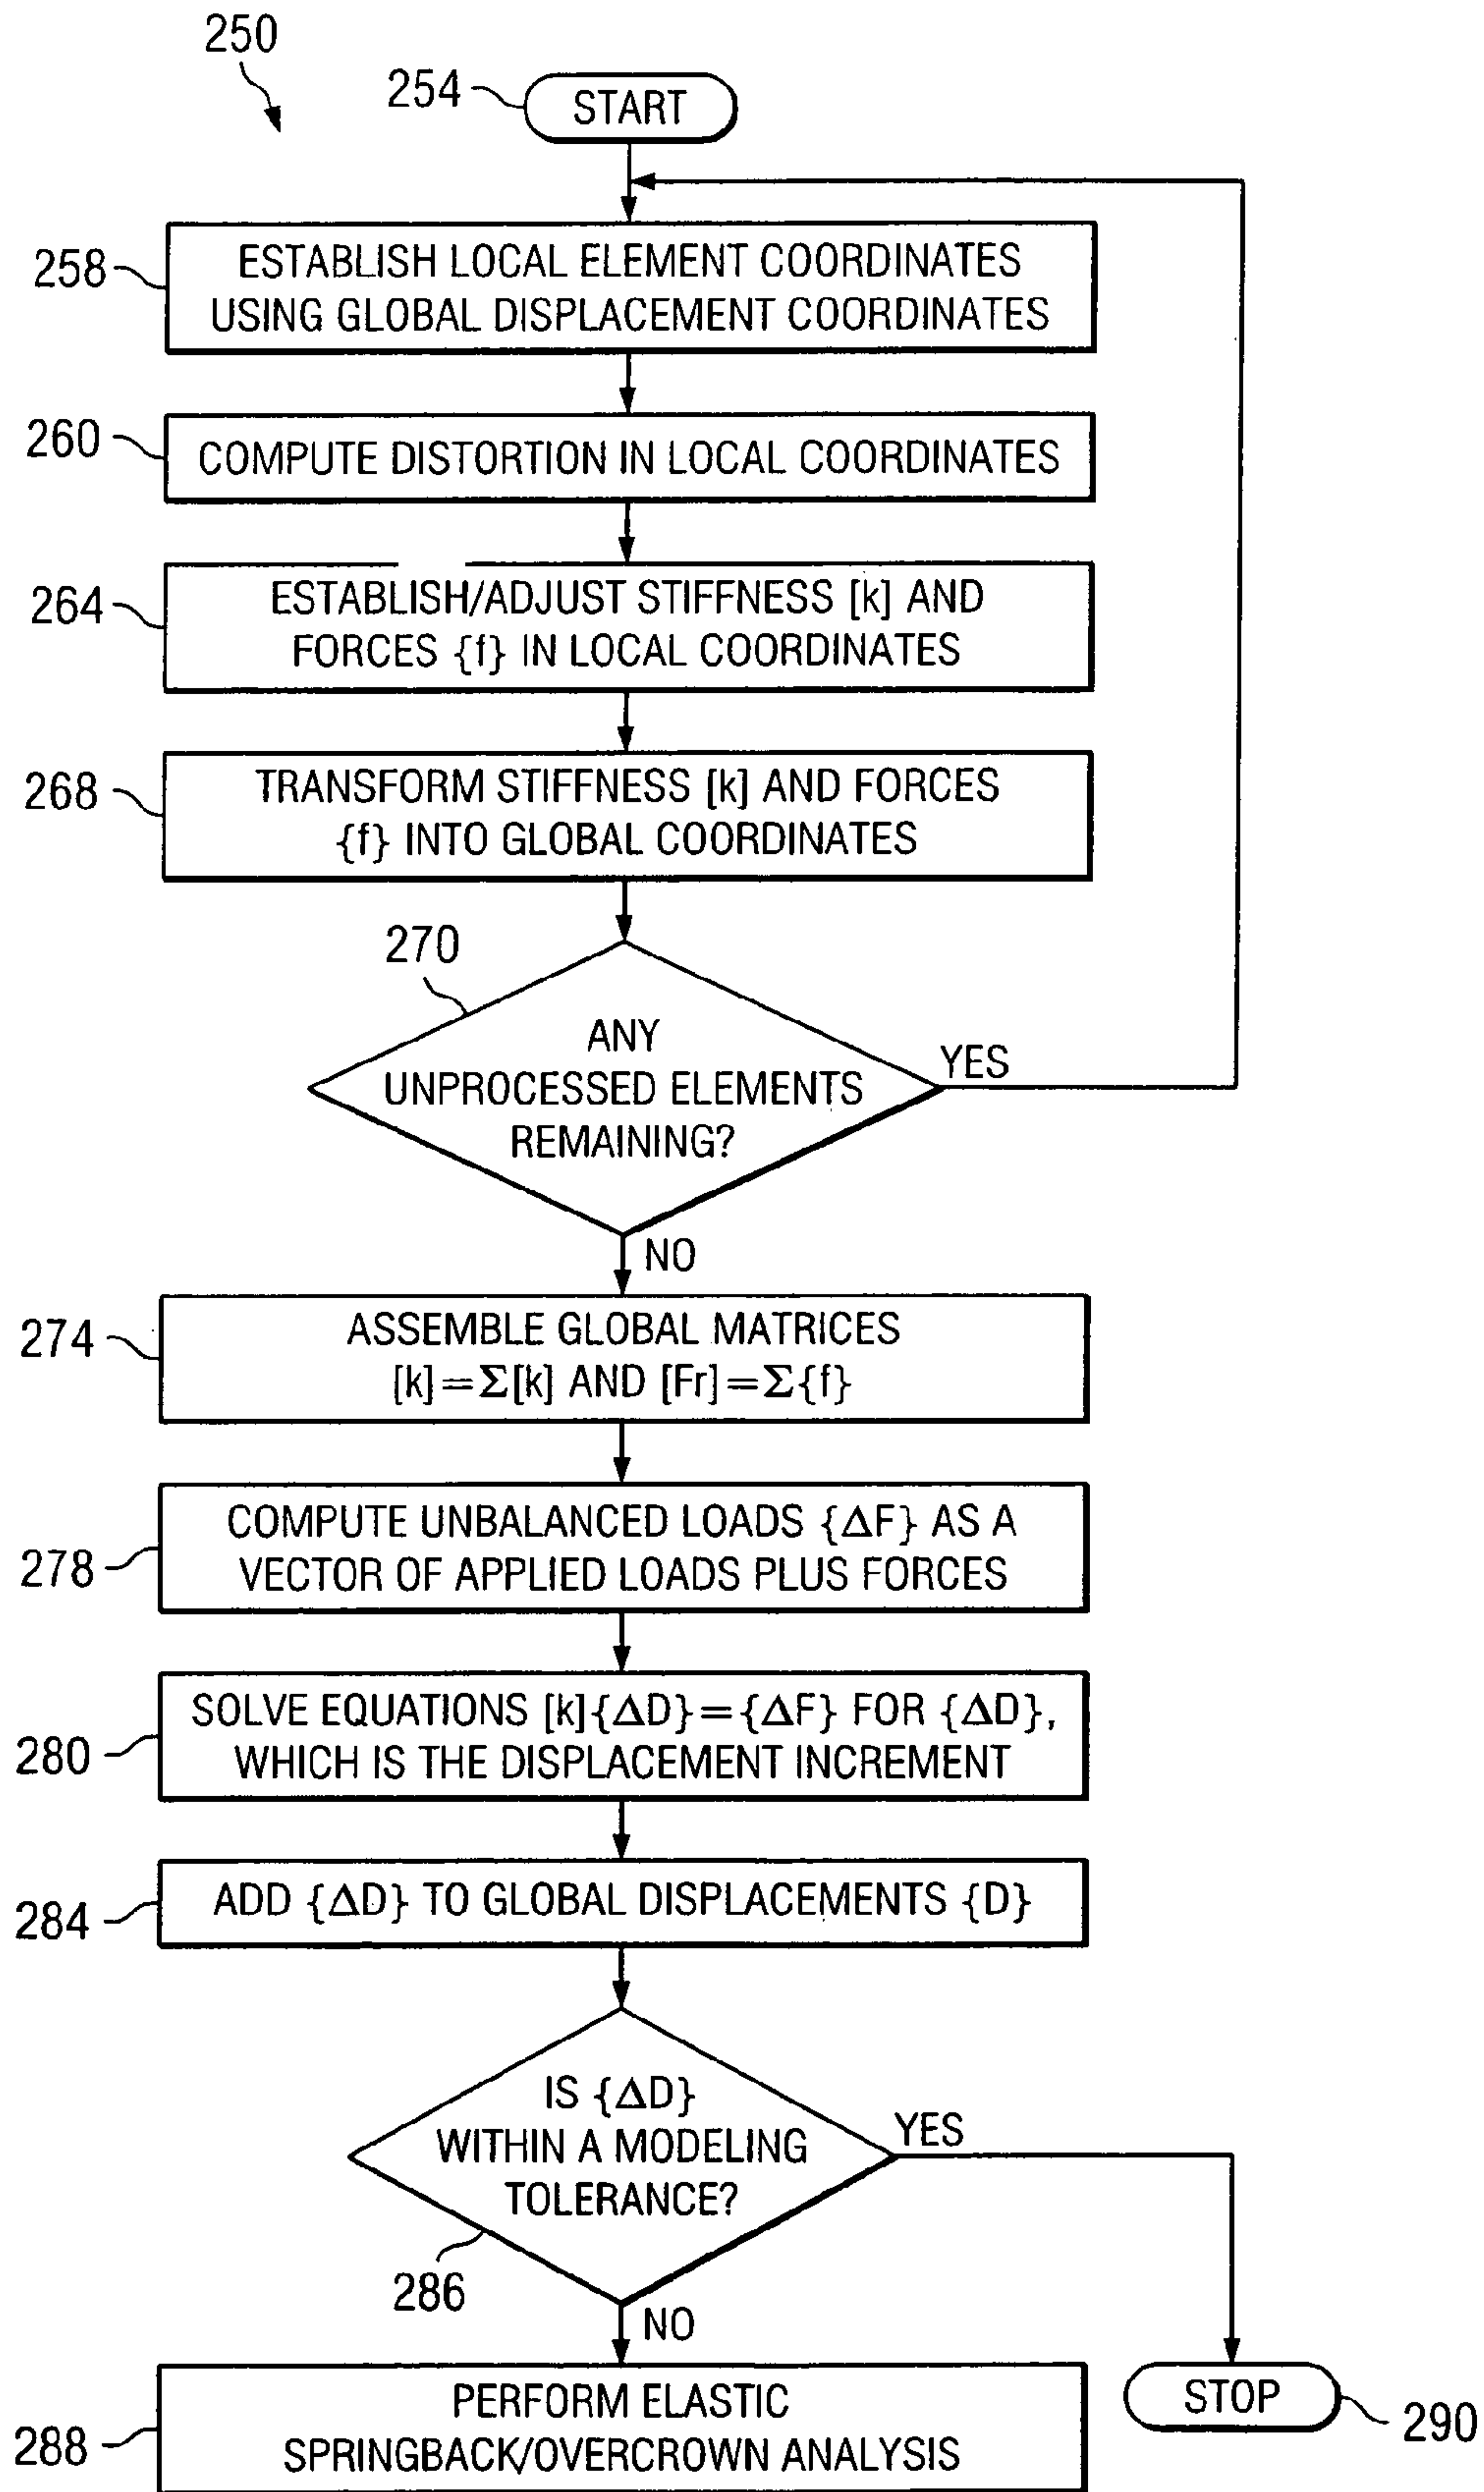 250
254
START
258
ESTABLISH LOCAL ELEMENT COORDINATES
USING GLOBAL DISPLACEMENT COORDINATES
260
COMPUTE DISTORTION IN LOCAL COORDINATES
264
ESTABLISH/ADJUST STIFFNESS [k] AND
FORCES {f} IN LOCAL COORDINATES
268
TRANSFORM STIFFNESS [k] AND FORCES
{f} INTO GLOBAL COORDINATES
270
ANY
UNPROCESSED ELEMENTS
REMAINING?
YES
NO
274
ASSEMBLE GLOBAL MATRICES
[k]=Σ[k] AND [Fr]=Σ{f}
278
COMPUTE UNBALANCED LOADS {ΔF} AS A
VECTOR OF APPLIED LOADS PLUS FORCES
280
SOLVE EQUATIONS [k]{ΔD}={ΔF} FOR {ΔD},
WHICH IS THE DISPLACEMENT INCREMENT
284
ADD {ΔD} TO GLOBAL DISPLACEMENTS {D}
IS {ΔD}
WITHIN A MODELING
TOLERANCE?
YES
286
NO
288
PERFORM ELASTIC
SPRINGBACK/OVERCROWN ANALYSIS
STOP
290